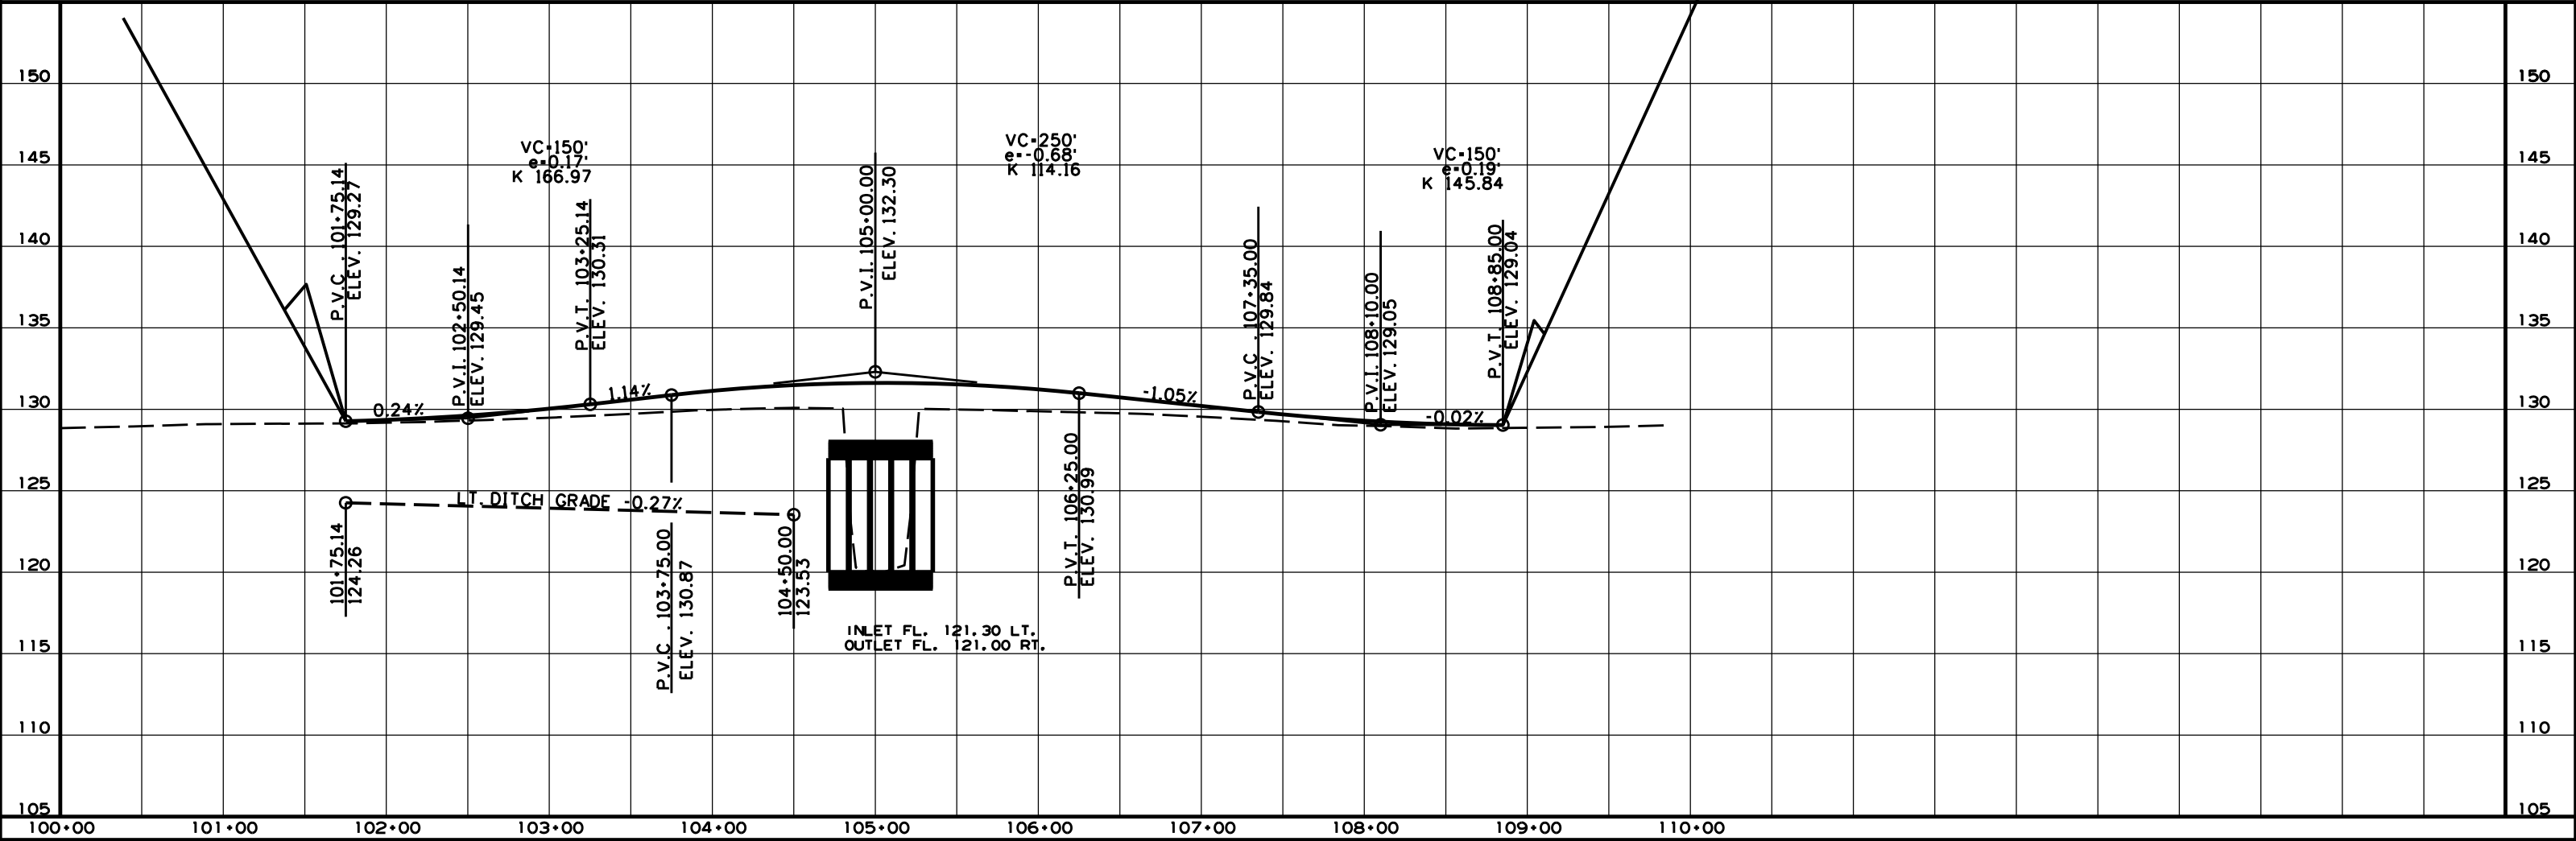 150
145
140
135
130
125
120
115
110
105
VC=150'
e=0.17'
K 166.97
VC=250'
e=-0.68'
K 114.16
VC=150'
e=0.19'
K 145.84
P.V.C. 101+75.14
ELEV. 129.27
P.V.I. 102+50.14
ELEV. 129.45
P.V.T. 103+25.14
ELEV. 130.31
P.V.I. 105+00.00
ELEV. 132.30
P.V.C. 107+35.00
ELEV. 129.84
P.V.I. 108+10.00
ELEV. 129.05
P.V.T. 108+85.00
ELEV. 129.04
0.24%
1.14%
-1.05%
-0.02%
LT. DITCH GRADE -0.27%
101+75.14
124.26
P.V.C. 103+75.00
ELEV. 130.87
104+50.00
123.53
P.V.T. 106+25.00
ELEV. 130.99
INLET FL. 121.30 LT.
OUTLET FL. 121.00 RT.
150
145
140
135
130
125
120
115
110
105
100+00 101+00 102+00 103+00 104+00 105+00 106+00 107+00 108+00 109+00 110+00